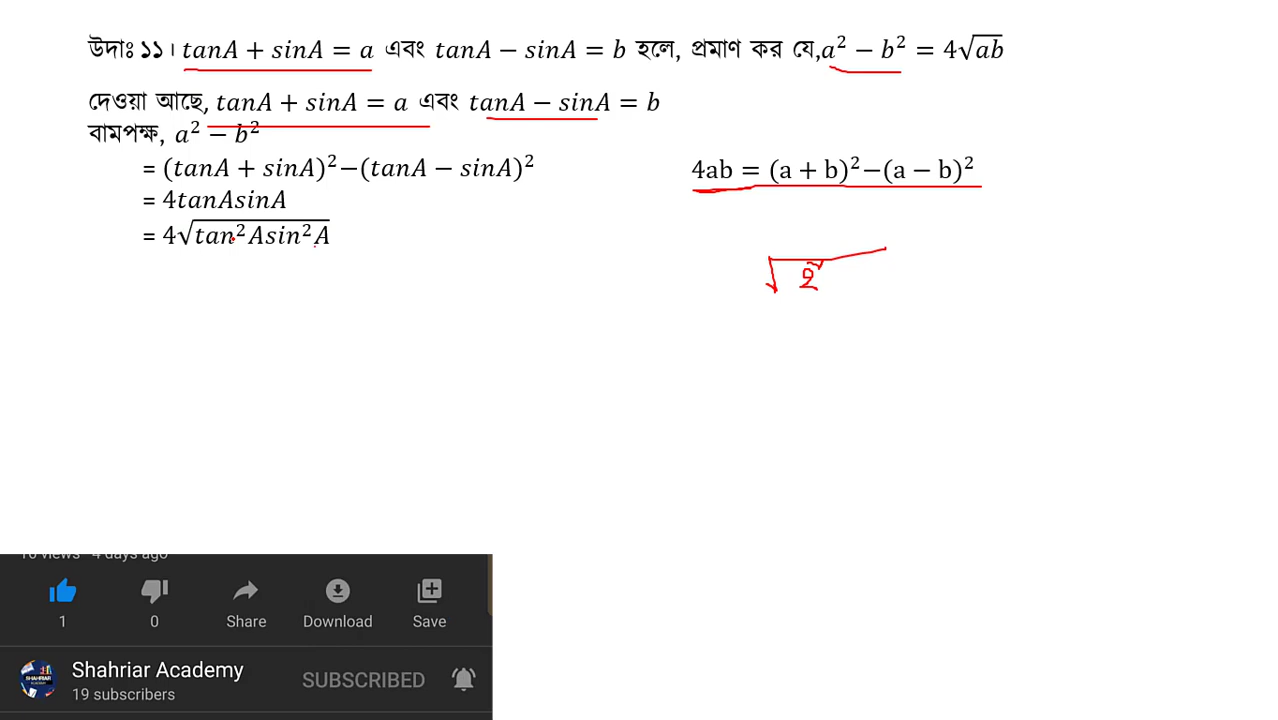 উদাঃ ১১। tanA + sinA = a এবং tanA − sinA = b হলে, প্রমাণ কর যে,a² − b² = 4√ab
দেওয়া আছে, tanA + sinA = a এবং tanA − sinA = b
বামপক্ষ, a² − b²
= (tanA + sinA)²−(tanA − sinA)²
4ab = (a + b)²−(a − b)²
= 4tanAsinA
= 4√tan²Asin²A
1
0
Share
Download
Save
Shahriar Academy
SUBSCRIBED
19 subscribers